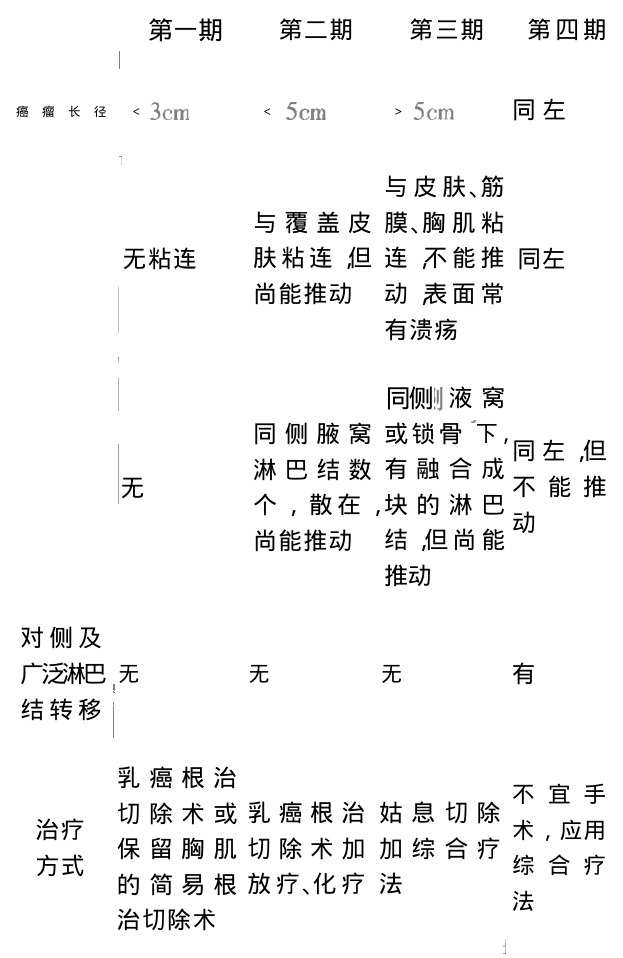 第一期 第二期 第三期 第四期
癌瘤长径 < 3cm < 5cm > 5cm 同左
无粘连
与覆盖皮
肤粘连,但
尚能推动
与皮肤、筋
膜、胸肌粘
连,不能推
动,表面常
有溃疡
同左
无
同侧腋窝
淋巴结数
个,散在,
尚能推动
同侧液窝
或锁骨下,
有融合成
块的淋巴
结,但尚能
推动
同左,但
不能推
动
对侧及
广泛淋巴
结转移
无
无
无
有
治疗
方式
乳癌根治
切除术或
保留胸肌
的简易根
治切除术
乳癌根治
切除术加
放疗、化疗
姑息切除
加综合疗
法
不宜手
术,应用
综合疗
法